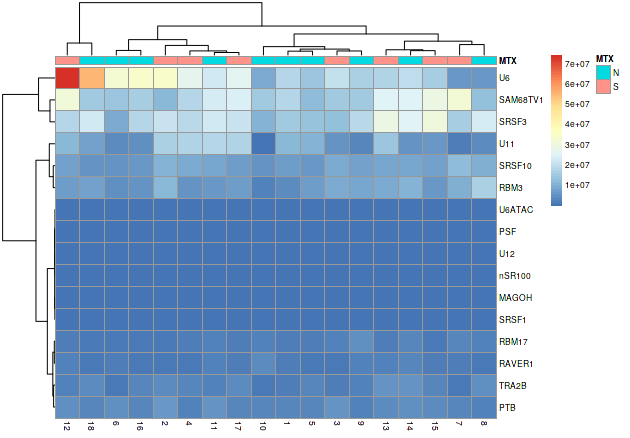 MTX
U6
SAM68TV1
SRSF3
U11
SRSF10
RBM3
U6ATAC
PSF
U12
nSR100
MAGOH
SRSF1
RBM17
RAVER1
TRA2B
PTB
12 18 6 16 2 4 11 17 10 1 5 3 9 13 14 15 7 8
7e+07
6e+07
5e+07
4e+07
3e+07
2e+07
1e+07
MTX
N
S